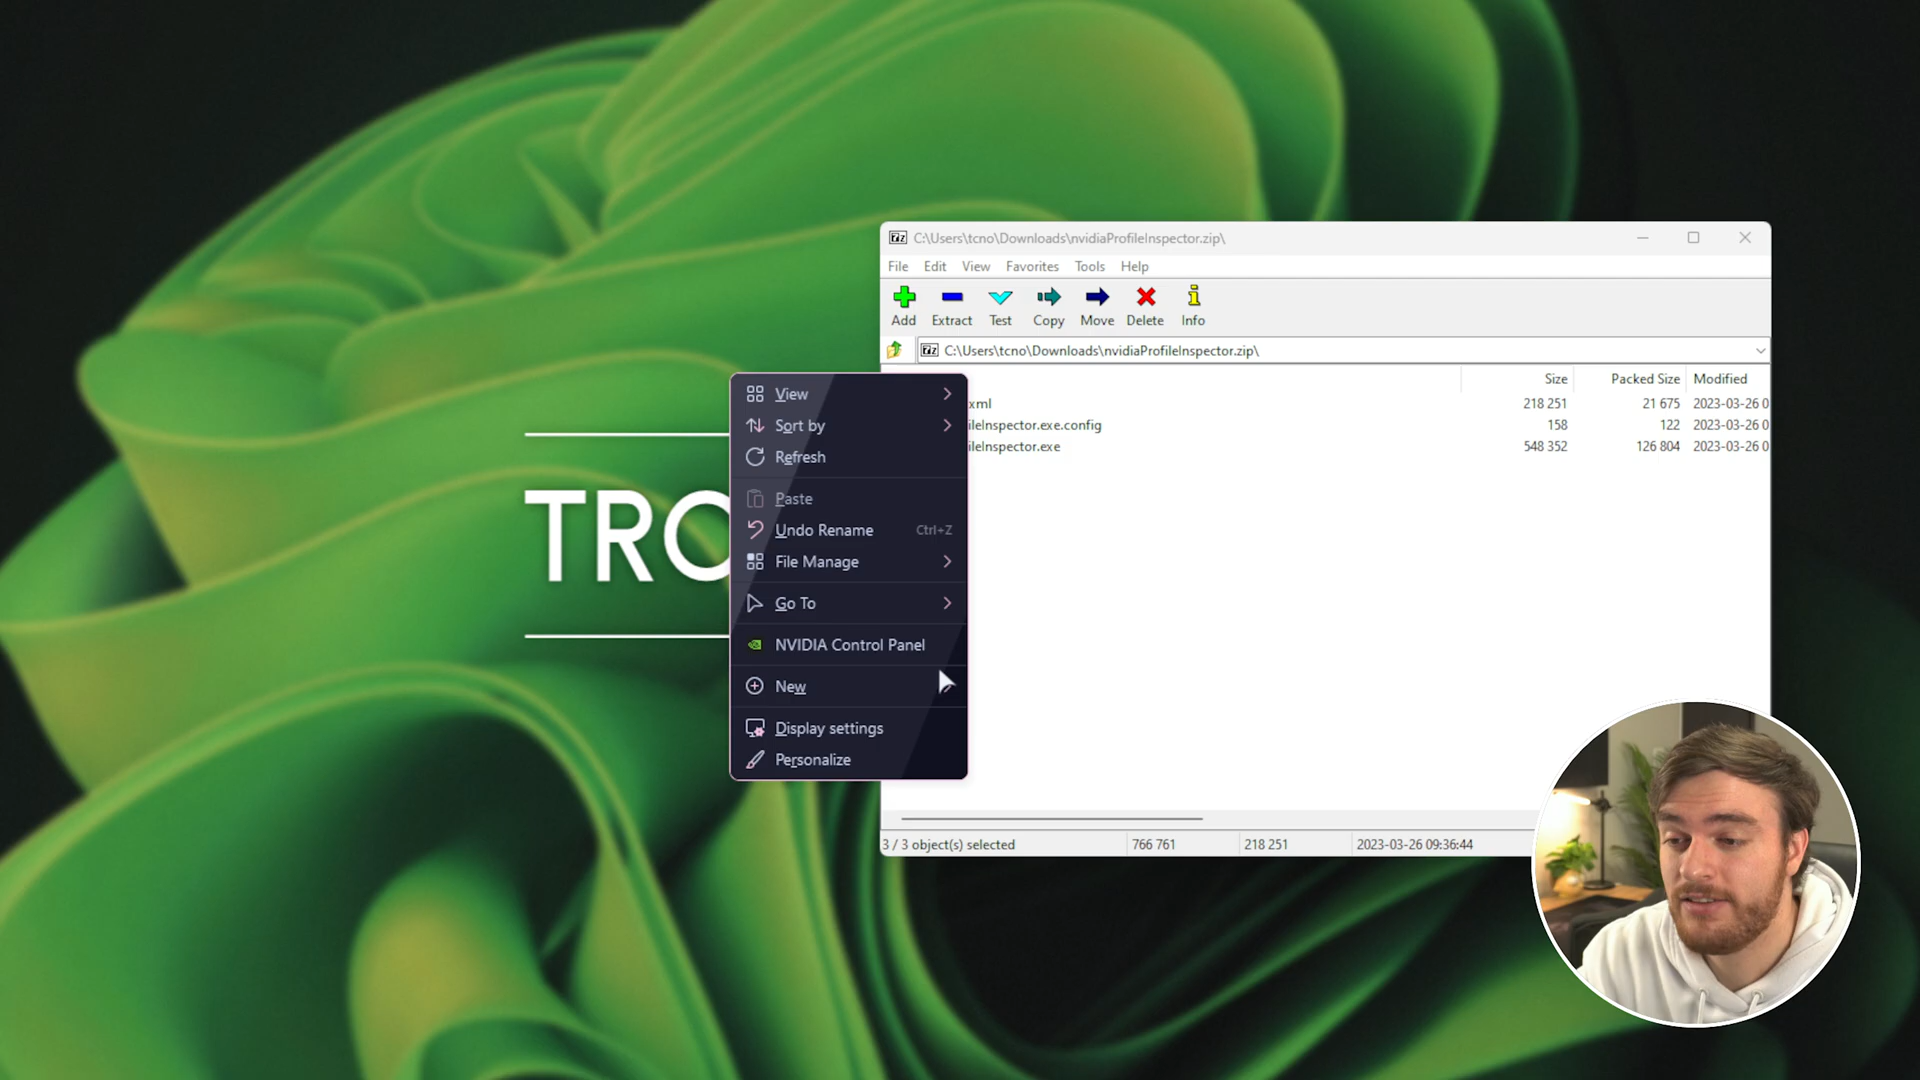 C:\Users\tcno\Downloads\nvidiaProfileInspector.zip\
File Edit View Favorites Tools Help
Add Extract Test Copy Move Delete Info
C:\Users\tcno\Downloads\nvidiaProfileInspector.zip\
Size Packed Size Modified
xml 218 251 21 675 2023-03-26 0
ileInspector.exe.config 158 122 2023-03-26 0
ileInspector.exe 548 352 126 804 2023-03-26 0
View
Sort by
Refresh
Paste
Undo Rename Ctrl+Z
File Manage
Go To
NVIDIA Control Panel
New
Display settings
Personalize
TRO
3 / 3 object(s) selected 766 761 218 251 2023-03-26 09:36:44